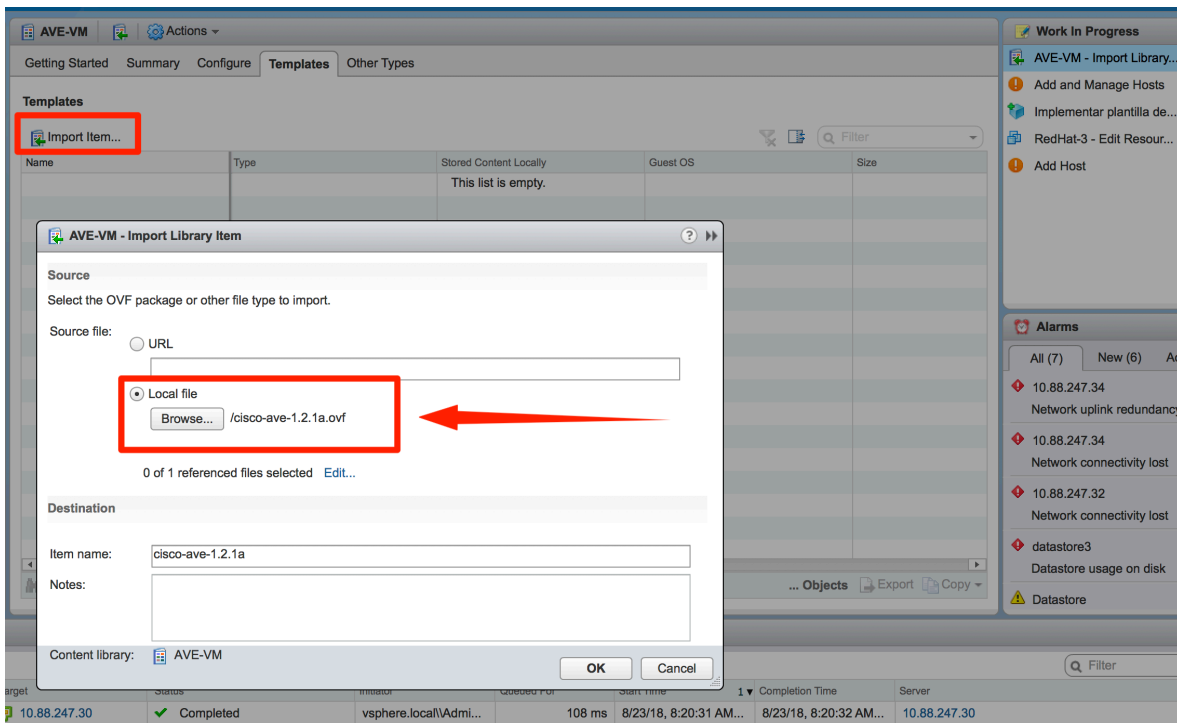 AVE-VM Actions
Getting Started Summary Configure Templates Other Types
Templates
Import Item...
Filter
Name Type Stored Content Locally Guest OS Size
This list is empty.
AVE-VM - Import Library Item
Source
Select the OVF package or other file type to import.
Source file:
URL
Local file
Browse... /cisco-ave-1.2.1a.ovf
0 of 1 referenced files selected Edit...
Destination
Item name: cisco-ave-1.2.1a
Notes:
Content library: AVE-VM
OK Cancel
... Objects Export Copy
Work In Progress
AVE-VM - Import Library...
Add and Manage Hosts
Implementar plantilla de...
RedHat-3 - Edit Resour...
Add Host
Alarms
All (7) New (6)
10.88.247.34
Network uplink redundancy
10.88.247.34
Network connectivity lost
10.88.247.32
Network connectivity lost
datastore3
Datastore usage on disk
Datastore
Filter
arget Status Initiator Queued For Start Time 1 Completion Time Server
10.88.247.30 Completed vsphere.local\\Admi... 108 ms 8/23/18, 8:20:31 AM... 8/23/18, 8:20:32 AM... 10.88.247.30